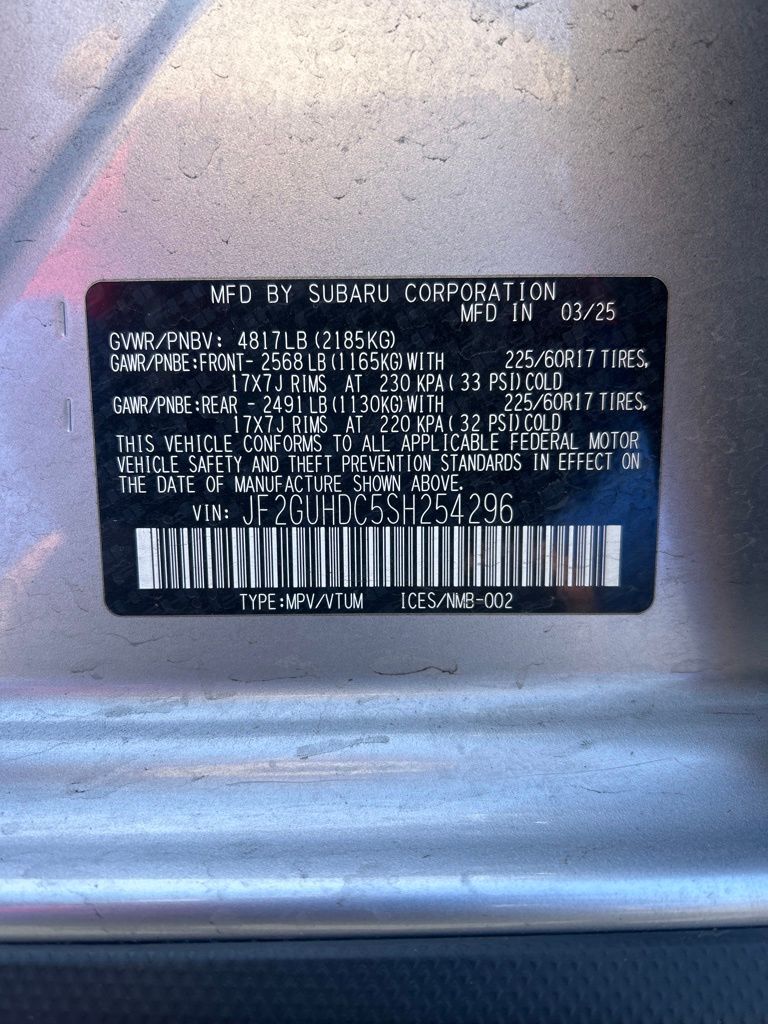 MFD BY SUBARU CORPORATION
MFD IN 03/25
GVWR/PNBV: 4817LB (2185KG)
GAWR/PNBE:FRONT- 2568 LB (1165KG) WITH 225/60R17 TIRES,
17X7J RIMS AT 230 KPA ( 33 PSI) COLD
GAWR/PNBE:REAR - 2491 LB (1130KG) WITH 225/60R17 TIRES,
17X7J RIMS AT 220 KPA ( 32 PSI) COLD
THIS VEHICLE CONFORMS TO ALL APPLICABLE FEDERAL MOTOR
VEHICLE SAFETY AND THEFT PREVENTION STANDARDS IN EFFECT ON
THE DATE OF MANUFACTURE SHOWN ABOVE.
VIN: JF2GUHDC5SH254296
TYPE:MPV/VTUM ICES/NMB-002